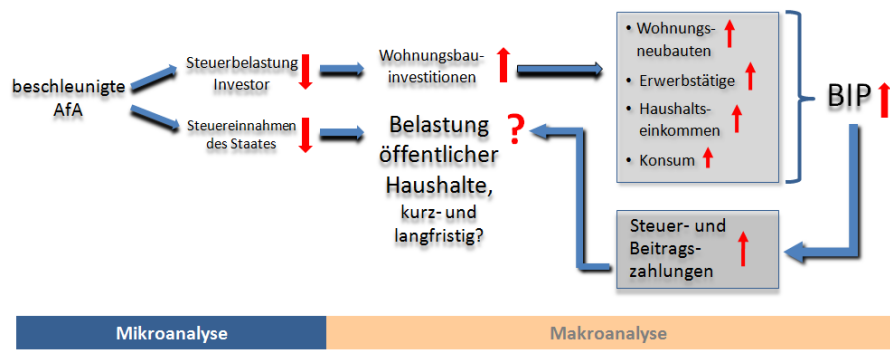 beschleunigte
AfA
Steuerbelastung
Investor
Steuereinnahmen
des Staates
Wohnungsbau-
investitionen
Belastung
öffentlicher
Haushalte,
kurz- und
langfristig?
?
• Wohnungs-
neubauten
• Erwerbstätige
• Haushalts-
einkommen
• Konsum
BIP
Steuer- und
Beitrags-
zahlungen
Mikroanalyse
Makroanalyse